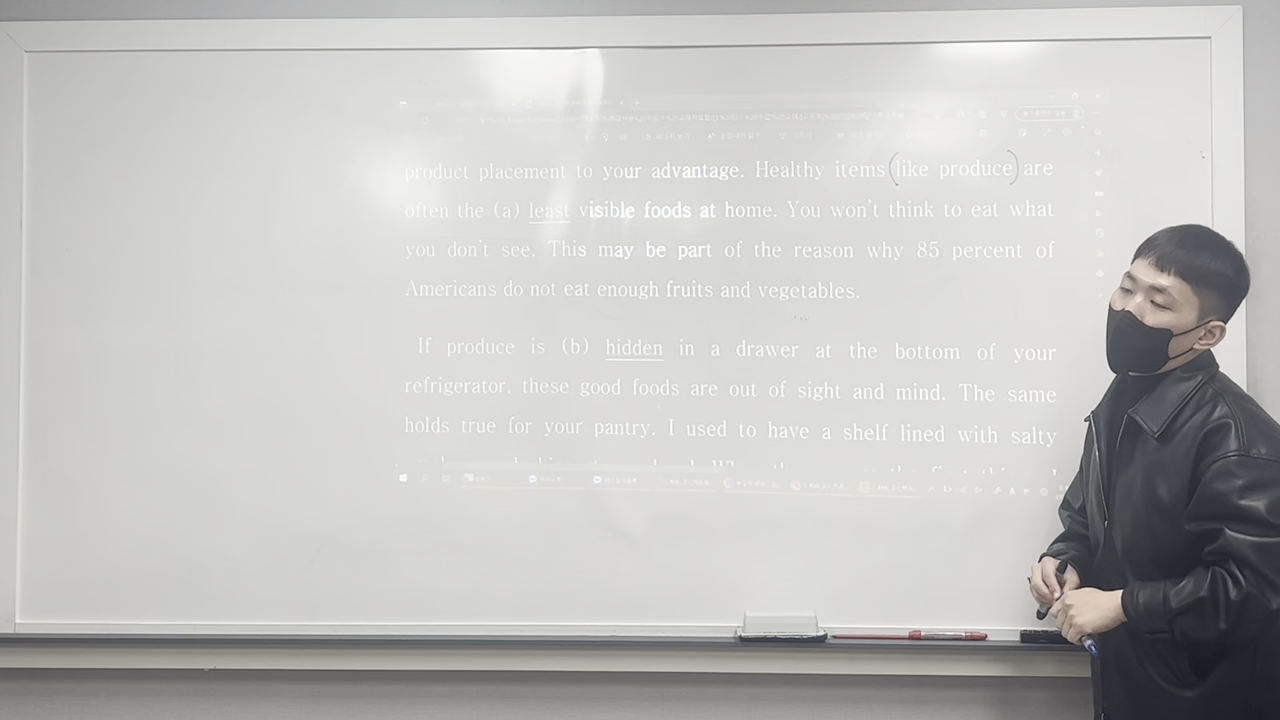 product placement to your advantage. Healthy items (like produce) are
often the (a) least visible foods at home. You won't think to eat what
you don't see. This may be part of the reason why 85 percent of
Americans do not eat enough fruits and vegetables.
If produce is (b) hidden in a drawer at the bottom of your
refrigerator, these good foods are out of sight and mind. The same
holds true for your pantry. I used to have a shelf lined with salty